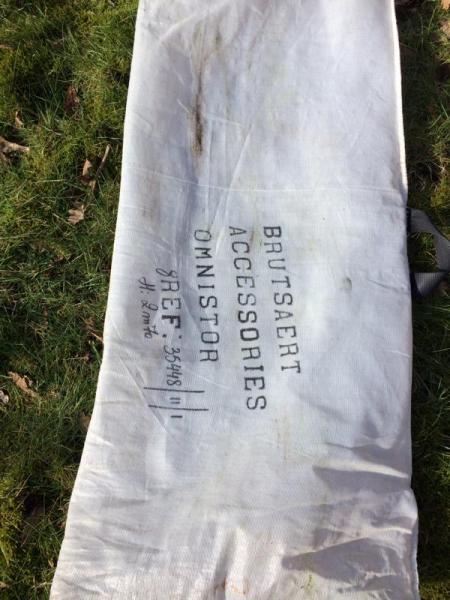 BRUTSAERT
ACCESSORIES
OMNISTOR
REF: 35448